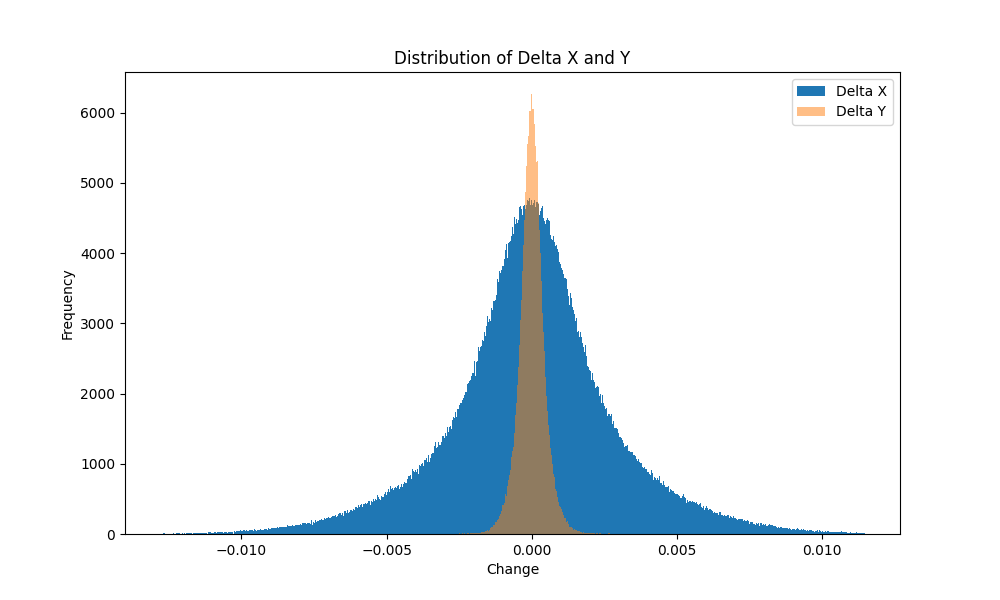 Distribution of Delta X and Y
Delta X
Delta Y
6000
5000
4000
3000
2000
1000
0
Frequency
−0.010
−0.005
0.000
0.005
0.010
Change